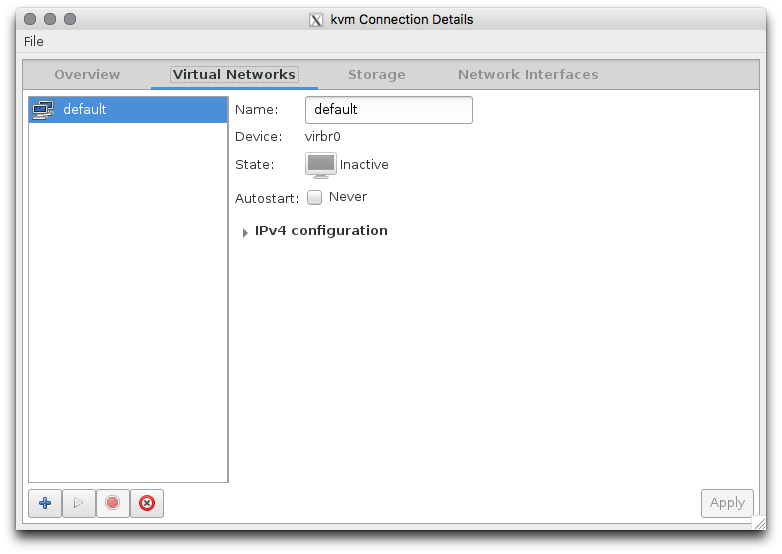 kvm Connection Details
File
Overview Virtual Networks Storage Network Interfaces
default
Name: default
Device: virbr0
State: Inactive
Autostart: Never
IPv4 configuration
Apply